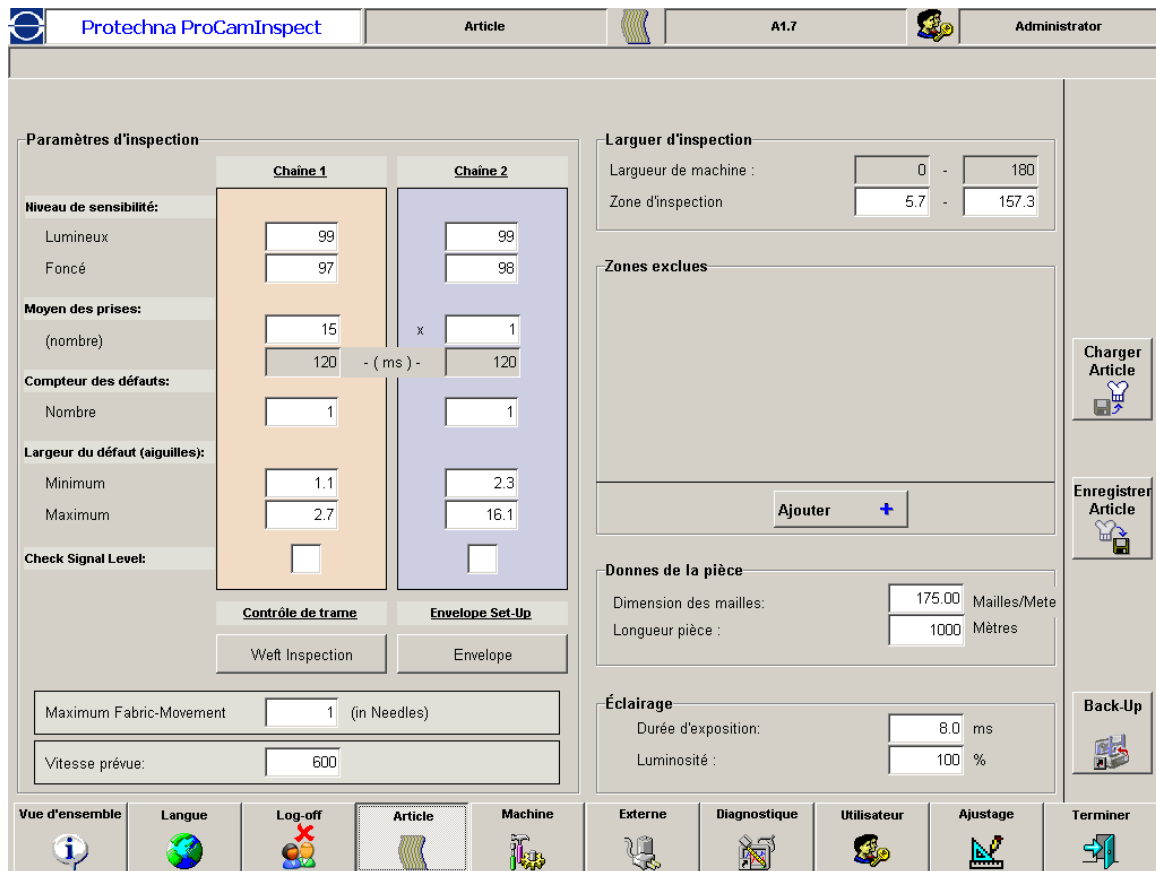 Protechna ProCamInspect
Article
A1.7
Administrator
Paramètres d'inspection
Chaîne 1
Chaîne 2
Niveau de sensibilité:
Lumineux
99
99
Foncé
97
98
Moyen des prises:
(nombre)
15
x
1
120
- ( ms ) -
120
Compteur des défauts:
Nombre
1
1
Largeur du défaut (aiguilles):
Minimum
1.1
2.3
Maximum
2.7
16.1
Check Signal Level:
Contrôle de trame
Envelope Set-Up
Weft Inspection
Envelope
Maximum Fabric-Movement
1
(in Needles)
Vitesse prévue:
600
Larguer d'inspection
Largueur de machine :
0
-
180
Zone d'inspection
5.7
-
157.3
Zones exclues
Ajouter +
Donnes de la pièce
Dimension des mailles:
175.00
Mailles/Mete
Longueur pièce :
1000
Mètres
Éclairage
Durée d'exposition:
8.0
ms
Luminosité :
100
%
Charger
Article
Enregistrer
Article
Back-Up
Vue d'ensemble
Langue
Log-off
Article
Machine
Externe
Diagnostique
Utilisateur
Ajustage
Terminer